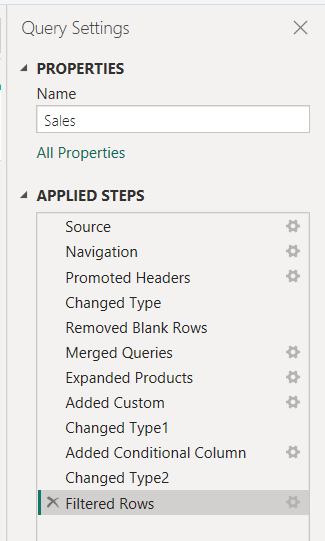 Query Settings
PROPERTIES
Name
Sales
All Properties
APPLIED STEPS
Source
Navigation
Promoted Headers
Changed Type
Removed Blank Rows
Merged Queries
Expanded Products
Added Custom
Changed Type1
Added Conditional Column
Changed Type2
Filtered Rows